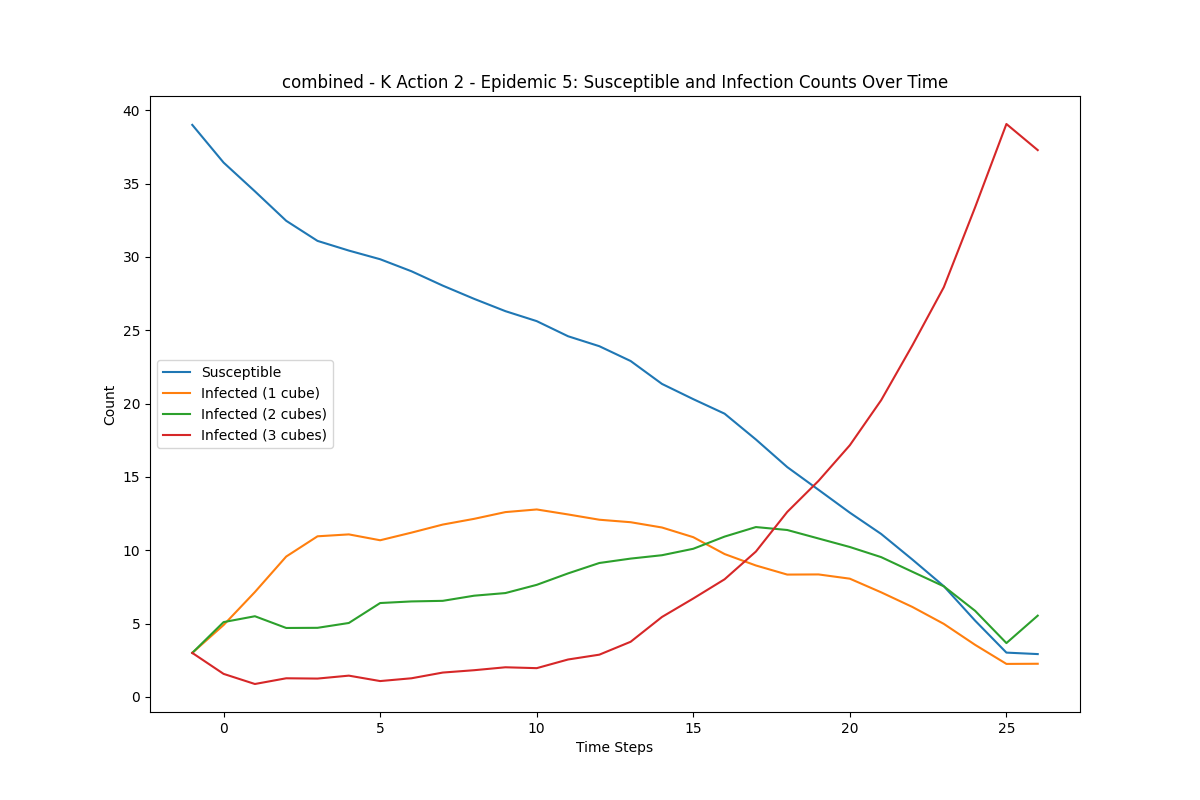 combined - K Action 2 - Epidemic 5: Susceptible and Infection Counts Over Time
40
35
30
25
20
15
10
5
0
Count
Susceptible
Infected (1 cube)
Infected (2 cubes)
Infected (3 cubes)
0 5 10 15 20 25
Time Steps